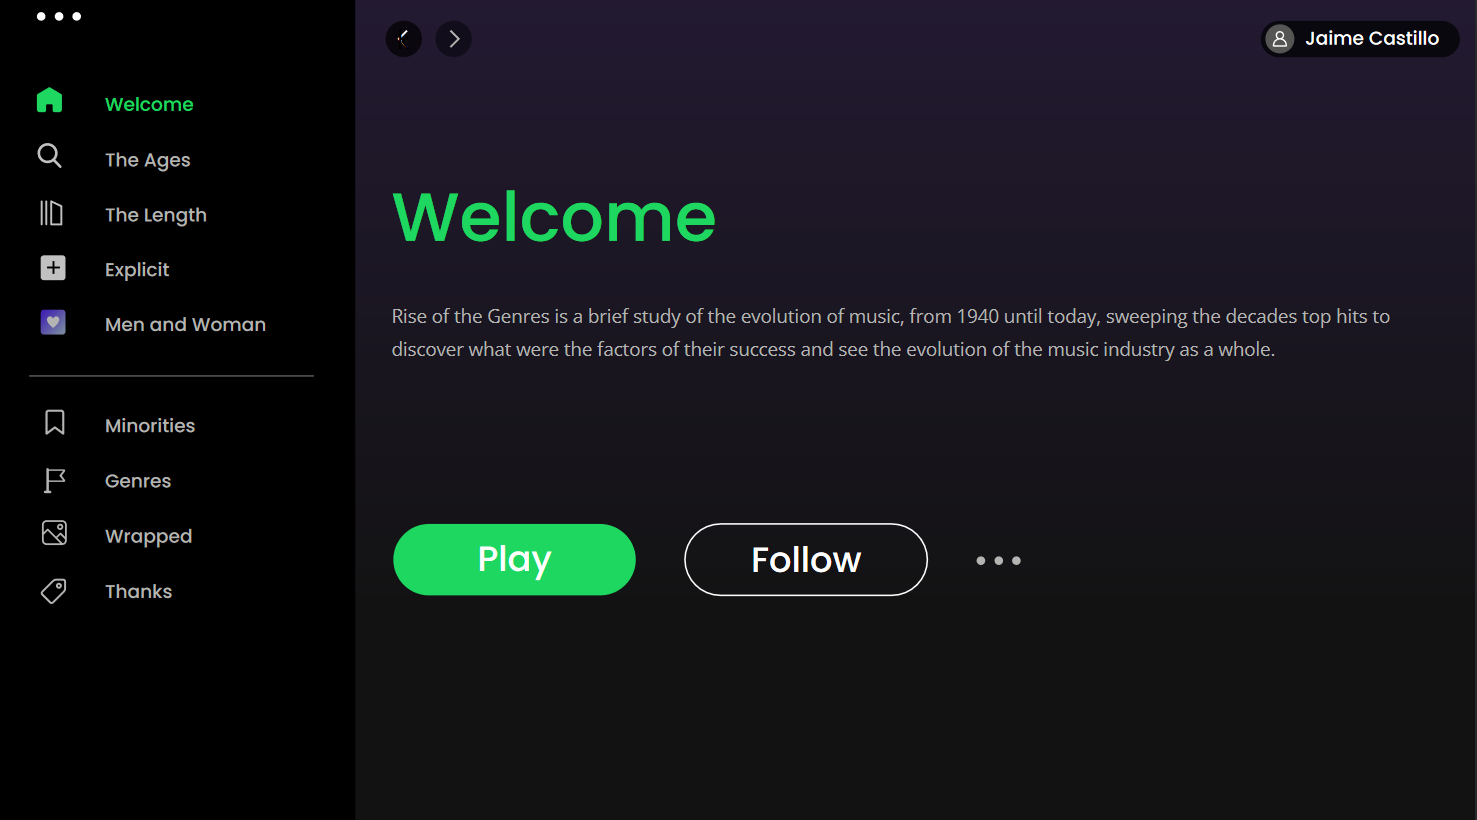 Jaime Castillo
Welcome
The Ages
The Length
Explicit
Men and Woman
Minorities
Genres
Wrapped
Thanks
Welcome
Rise of the Genres is a brief study of the evolution of music, from 1940 until today, sweeping the decades top hits to
discover what were the factors of their success and see the evolution of the music industry as a whole.
Play
Follow